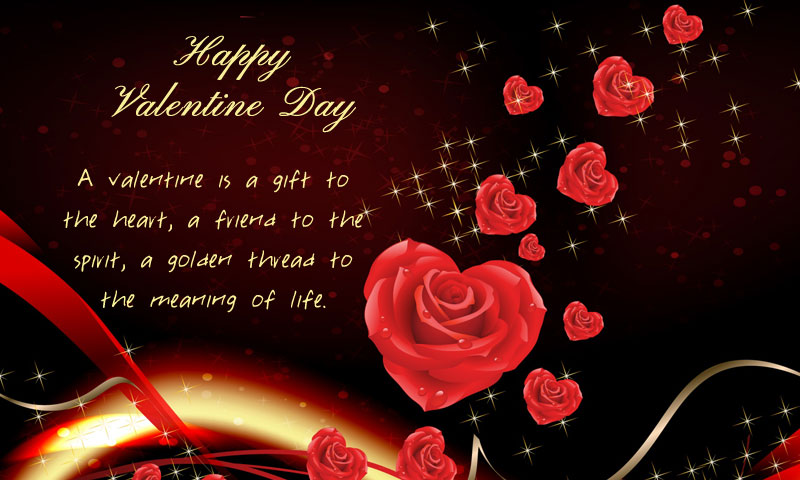 Happy
Valentine Day
A valentine is a gift to
the heart, a friend to the
spirit, a golden thread to
the meaning of life.